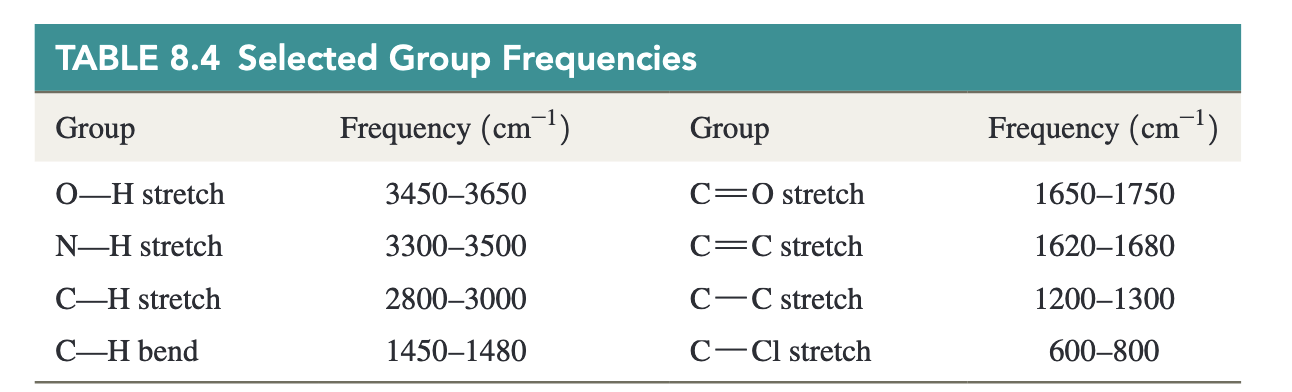 TABLE 8.4 Selected Group Frequencies
Group Frequency (cm⁻¹) Group Frequency (cm⁻¹)
O—H stretch 3450–3650 C=O stretch 1650–1750
N—H stretch 3300–3500 C=C stretch 1620–1680
C—H stretch 2800–3000 C—C stretch 1200–1300
C—H bend 1450–1480 C—Cl stretch 600–800